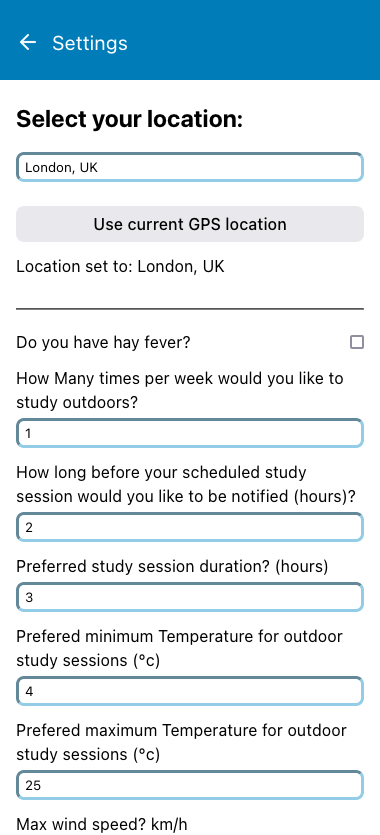 Settings
Select your location:
London, UK
Use current GPS location
Location set to: London, UK
Do you have hay fever?
How Many times per week would you like to
study outdoors?
1
How long before your scheduled study
session would you like to be notified (hours)?
2
Preferred study session duration? (hours)
3
Prefered minimum Temperature for outdoor
study sessions (°c)
4
Prefered maximum Temperature for outdoor
study sessions (°c)
25
Max wind speed? km/h